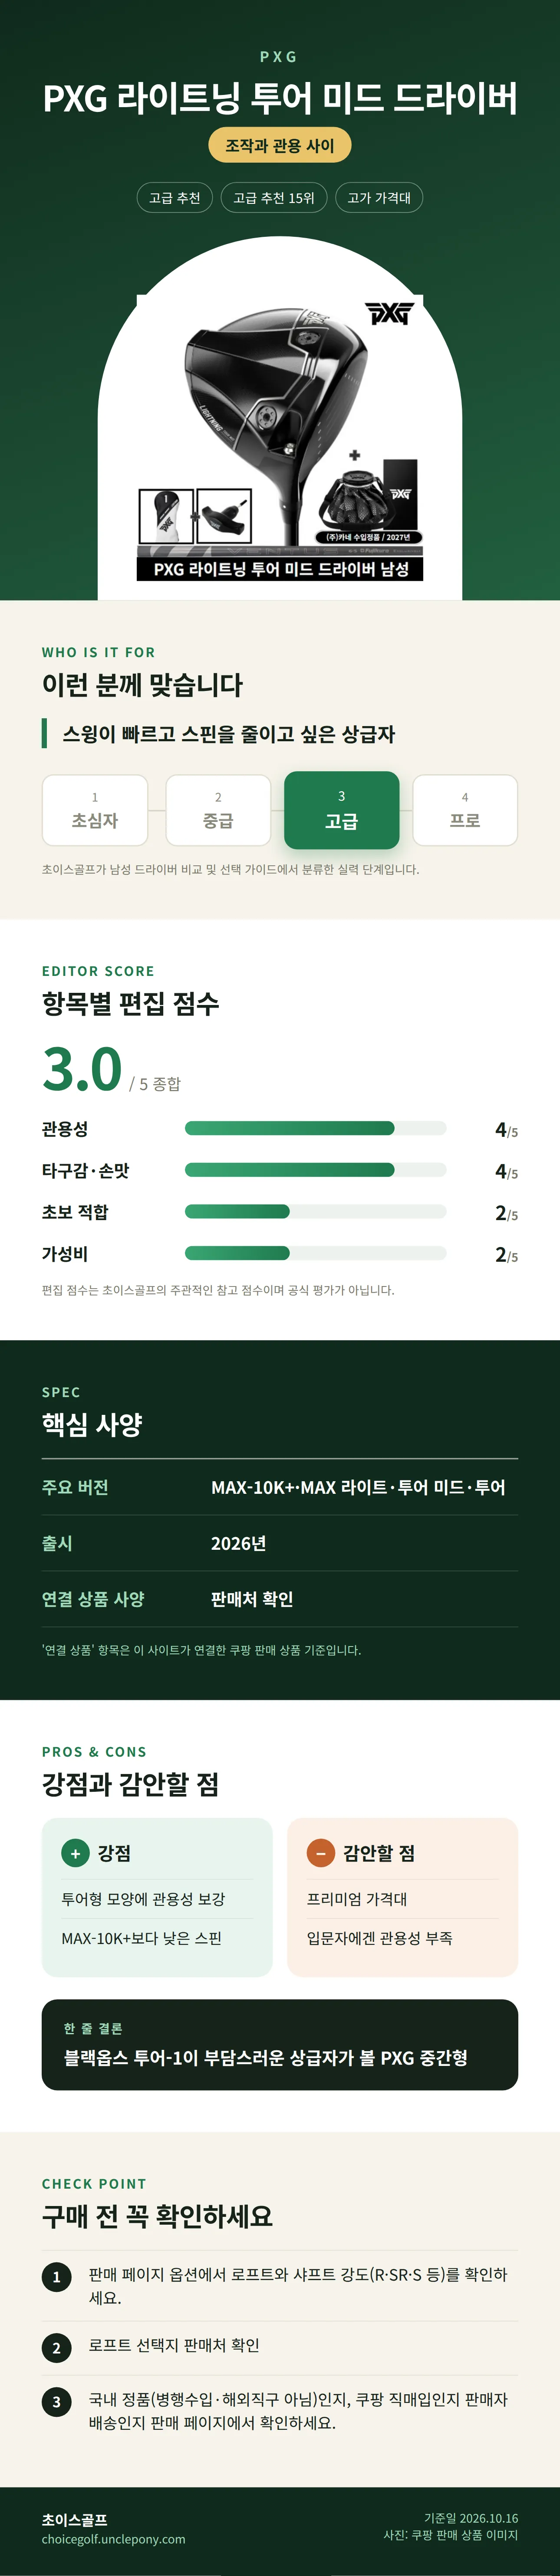 PXG
PXG 라이트닝 투어 미드 드라이버
조작과 관용 사이
고급 추천
고급 추천 15위
고가 가격대
PXG
LIGHTNING
PXG
(주)카네 수입정품 / 2027년
PXG 라이트닝 투어 미드 드라이버 남성
WHO IS IT FOR
이런 분께 맞습니다
스윙이 빠르고 스핀을 줄이고 싶은 상급자
1
초심자
2
중급
3
고급
4
프로
초이스골프가 남성 드라이버 비교 및 선택 가이드에서 분류한 실력 단계입니다.
EDITOR SCORE
항목별 편집 점수
3.0 / 5 종합
관용성 4/5
타구감·손맛 4/5
초보 적합 2/5
가성비 2/5
편집 점수는 초이스골프의 주관적인 참고 점수이며 공식 평가가 아닙니다.
SPEC
핵심 사양
주요 버전 MAX-10K+·MAX 라이트·투어 미드·투어
출시 2026년
연결 상품 사양 판매처 확인
'연결 상품' 항목은 이 사이트가 연결한 쿠팡 판매 상품 기준입니다.
PROS & CONS
강점과 감안할 점
+ 강점
투어형 모양에 관용성 보강
MAX-10K+보다 낮은 스핀
− 감안할 점
프리미엄 가격대
입문자에겐 관용성 부족
한 줄 결론
블랙옵스 투어-1이 부담스러운 상급자가 볼 PXG 중간형
CHECK POINT
구매 전 꼭 확인하세요
1 판매 페이지 옵션에서 로프트와 샤프트 강도(R·SR·S 등)를 확인하
세요.
2 로프트 선택지 판매처 확인
3 국내 정품(병행수입·해외직구 아님)인지, 쿠팡 직매입인지 판매자
배송인지 판매 페이지에서 확인하세요.
초이스골프
choicegolf.unclepony.com
기준일 2026.10.16
사진: 쿠팡 판매 상품 이미지